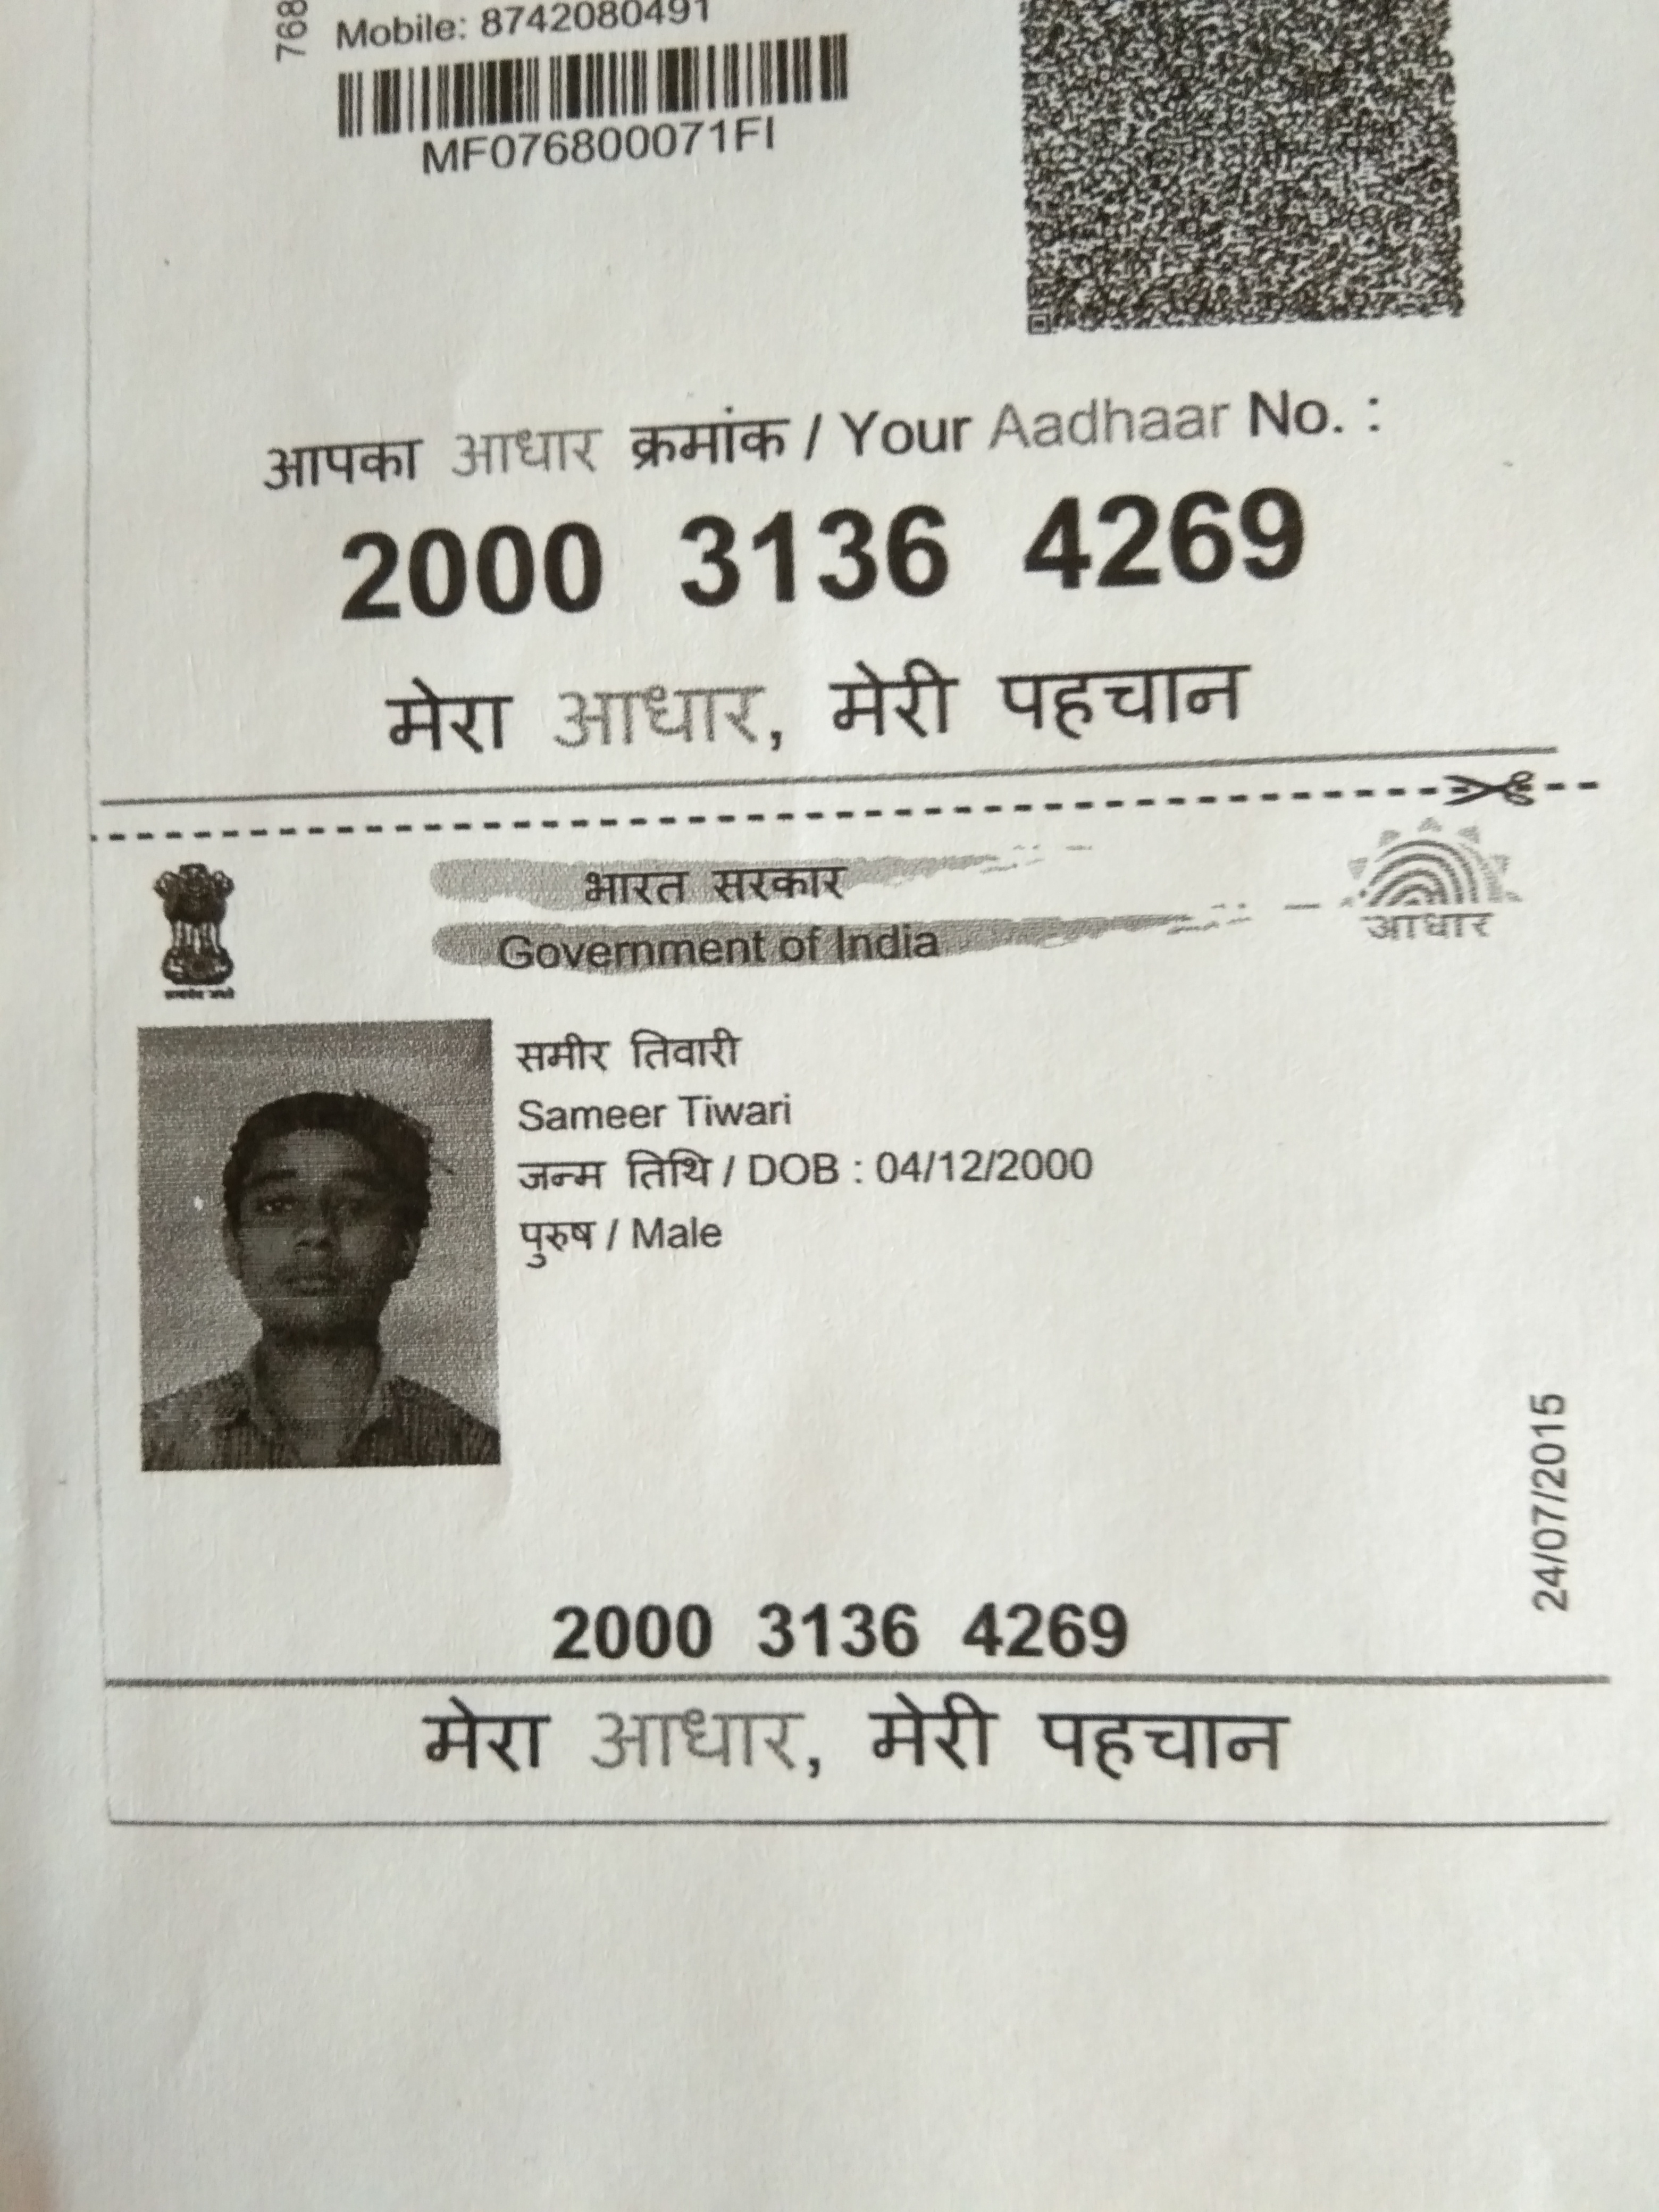 768
Mobile: 8742080491
MF076800071FI
आपका आधार क्रमांक / Your Aadhaar No. :
2000 3136 4269
मेरा आधार, मेरी पहचान
भारत सरकार
Government of India
आधार
समीर तिवारी
Sameer Tiwari
जन्म तिथि / DOB : 04/12/2000
पुरुष / Male
24/07/2015
2000 3136 4269
मेरा आधार, मेरी पहचान